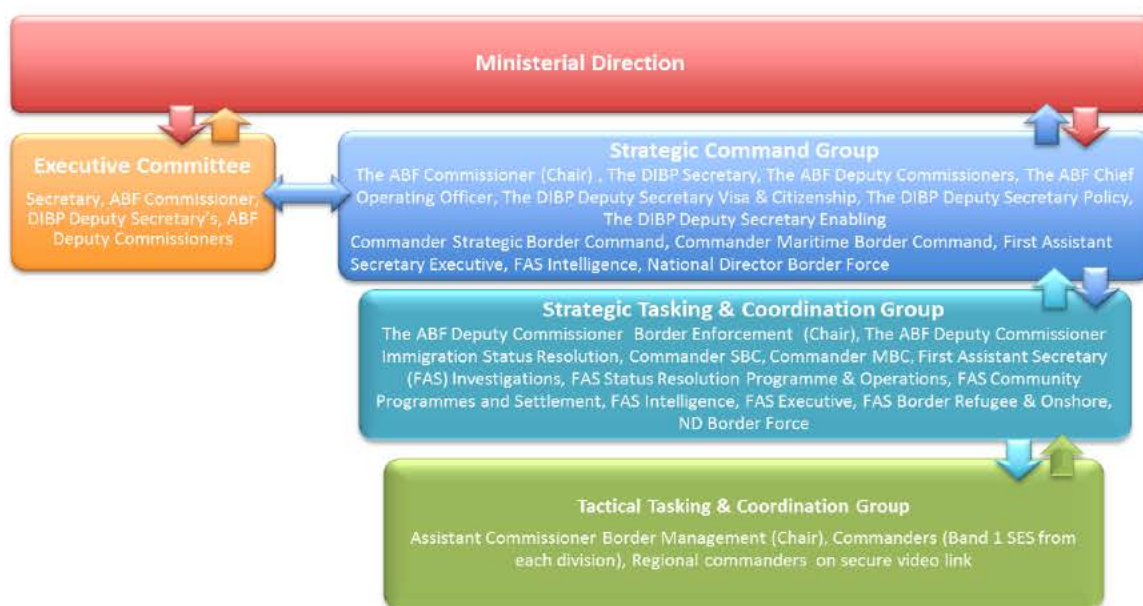 Ministerial Direction
Executive Committee
Secretary, ABF Commissioner,
DIBP Deputy Secretary's, ABF
Deputy Commissioners
Strategic Command Group
The ABF Commissioner (Chair) , The DIBP Secretary, The ABF Deputy Commissioners, The ABF Chief
Operating Officer, The DIBP Deputy Secretary Visa & Citizenship, The DIBP Deputy Secretary Policy,
The DIBP Deputy Secretary Enabling
Commander Strategic Border Command, Commander Maritime Border Command, First Assistant
Secretary Executive, FAS Intelligence, National Director Border Force
Strategic Tasking & Coordination Group
The ABF Deputy Commissioner Border Enforcement (Chair), The ABF Deputy Commissioner
Immigration Status Resolution, Commander SBC, Commander MBC, First Assistant Secretary
(FAS) Investigations, FAS Status Resolution Programme & Operations, FAS Community
Programmes and Settlement, FAS Intelligence, FAS Executive, FAS Border Refugee & Onshore,
ND Border Force
Tactical Tasking & Coordination Group
Assistant Commissioner Border Management (Chair), Commanders (Band 1 SES from
each division), Regional commanders on secure video link